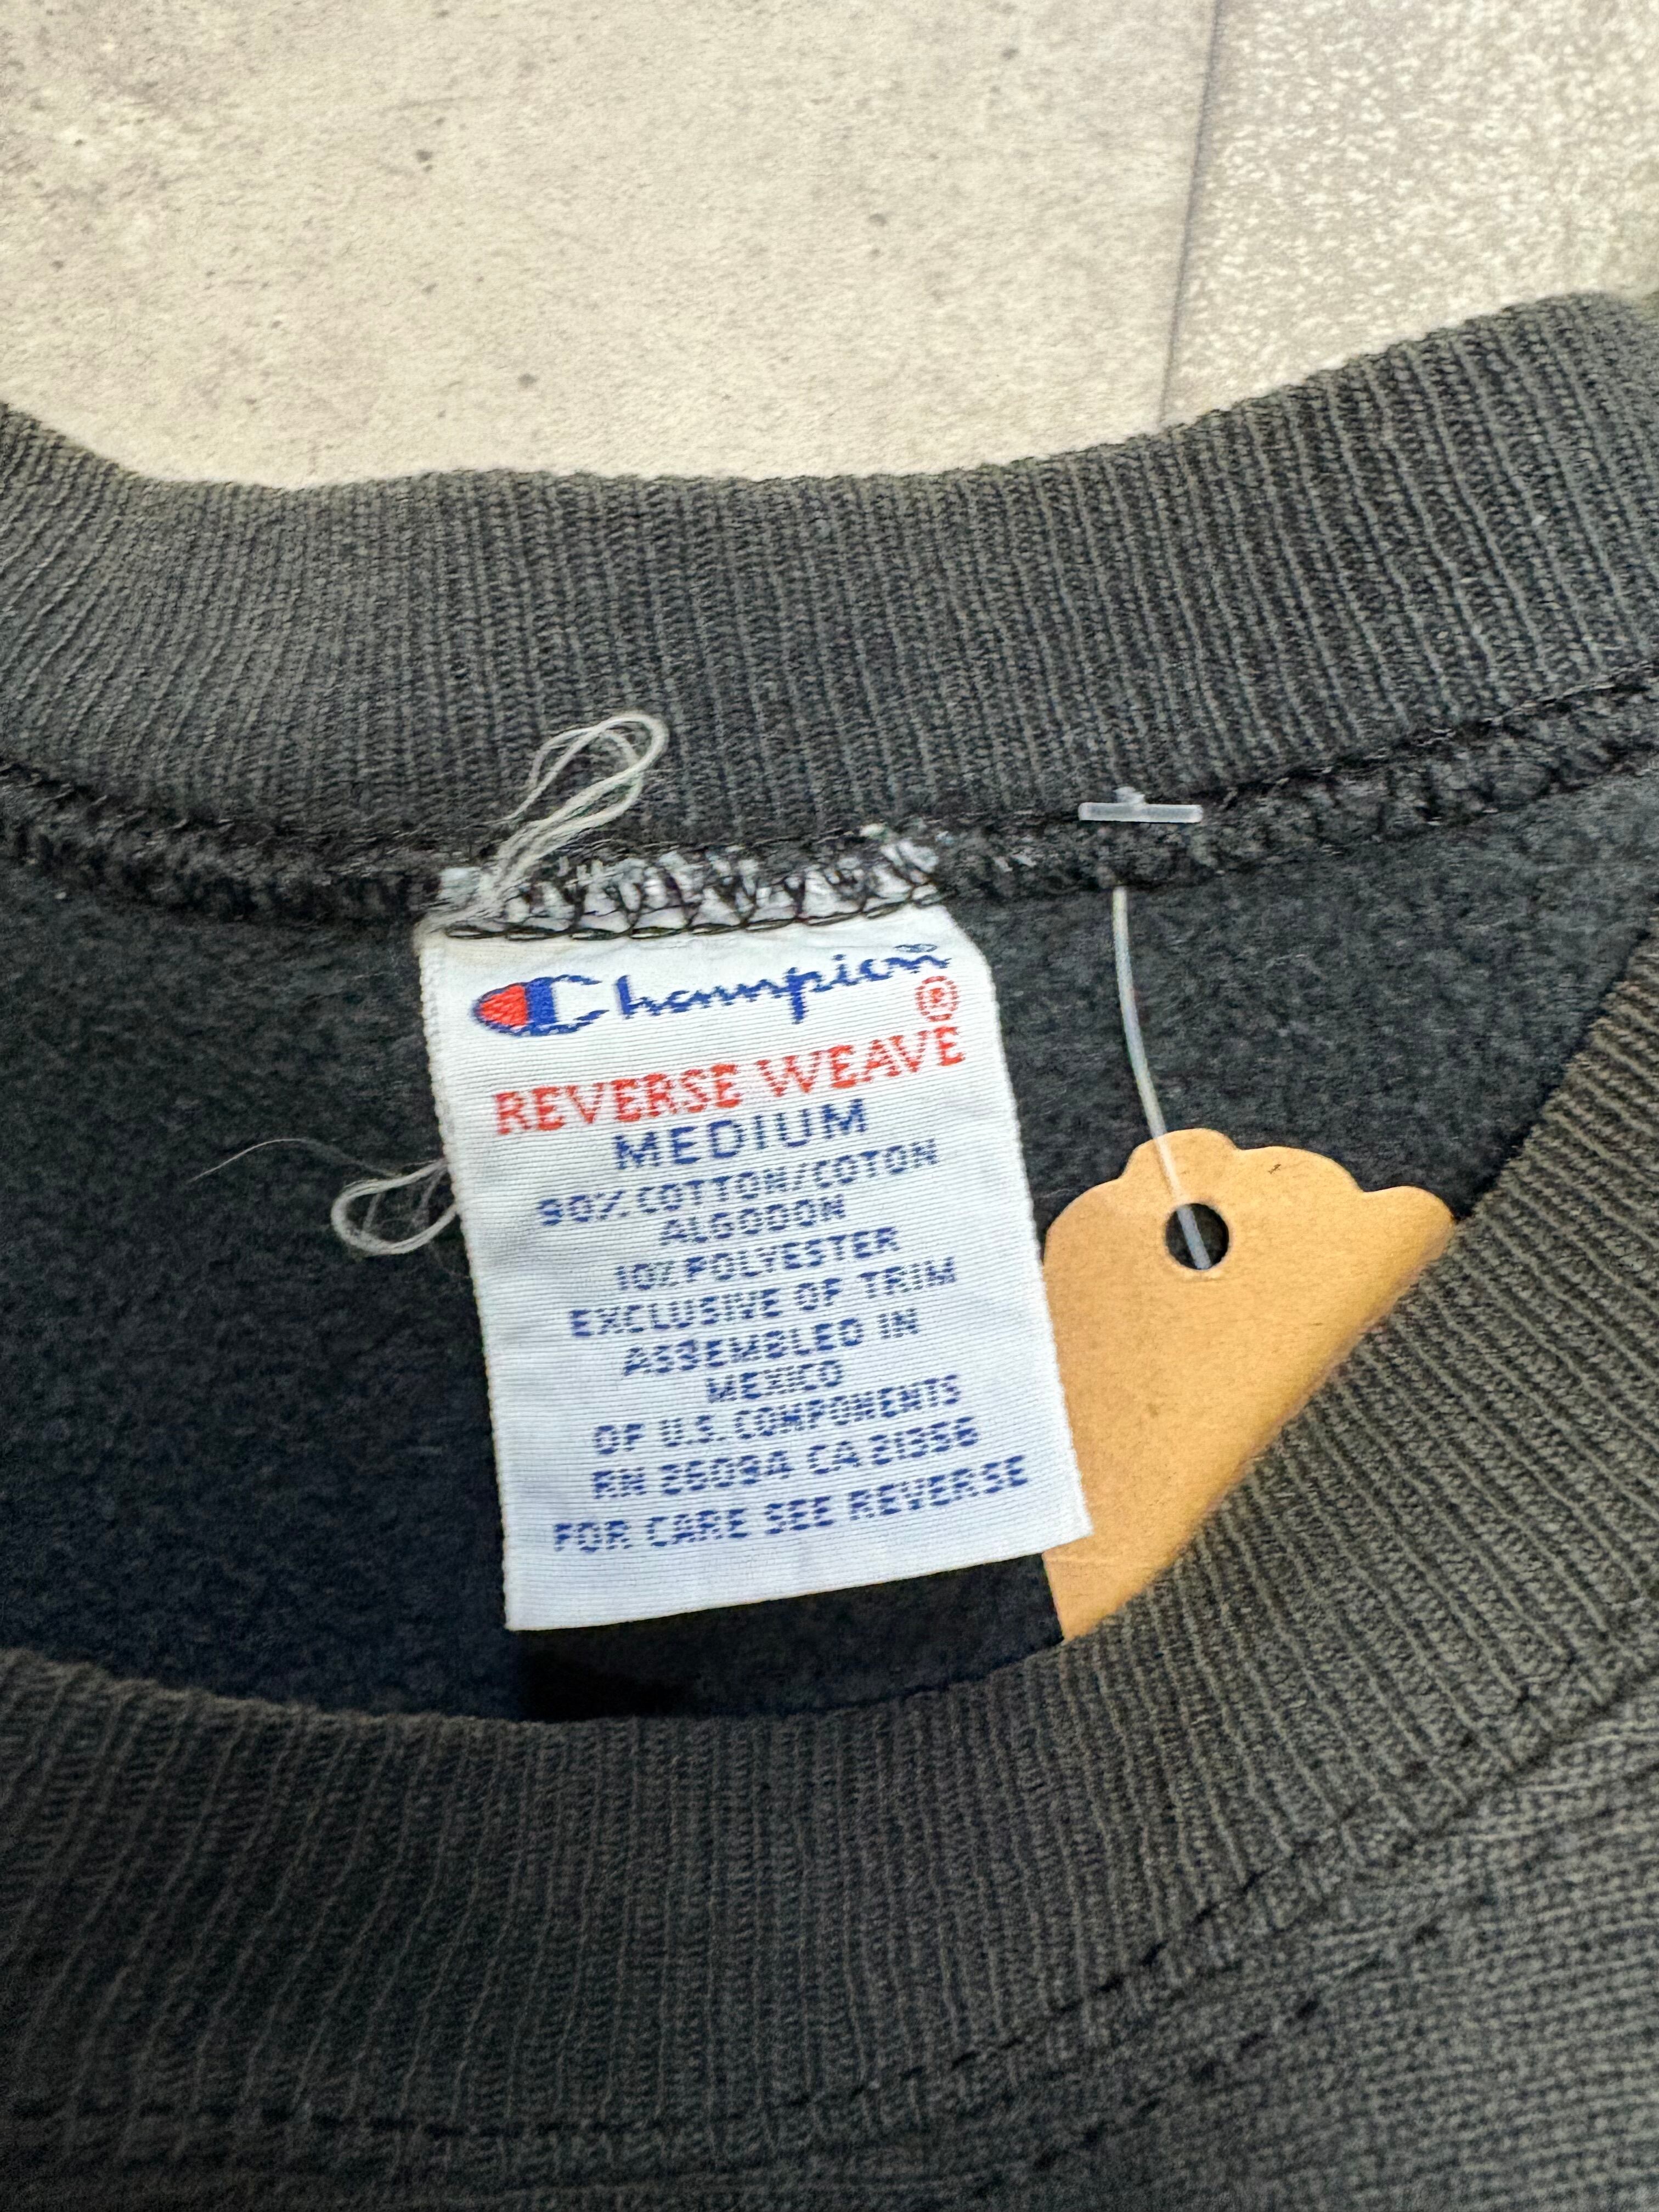 Champion®
®
REVERSE WEAVE
MEDIUM
90% COTTON/COTON
ALGODON
10% POLYESTER
EXCLUSIVE OF TRIM
ASSEMBLED IN
MEXICO
OF U.S. COMPONENTS
RN 26094 CA 21356
FOR CARE SEE REVERSE